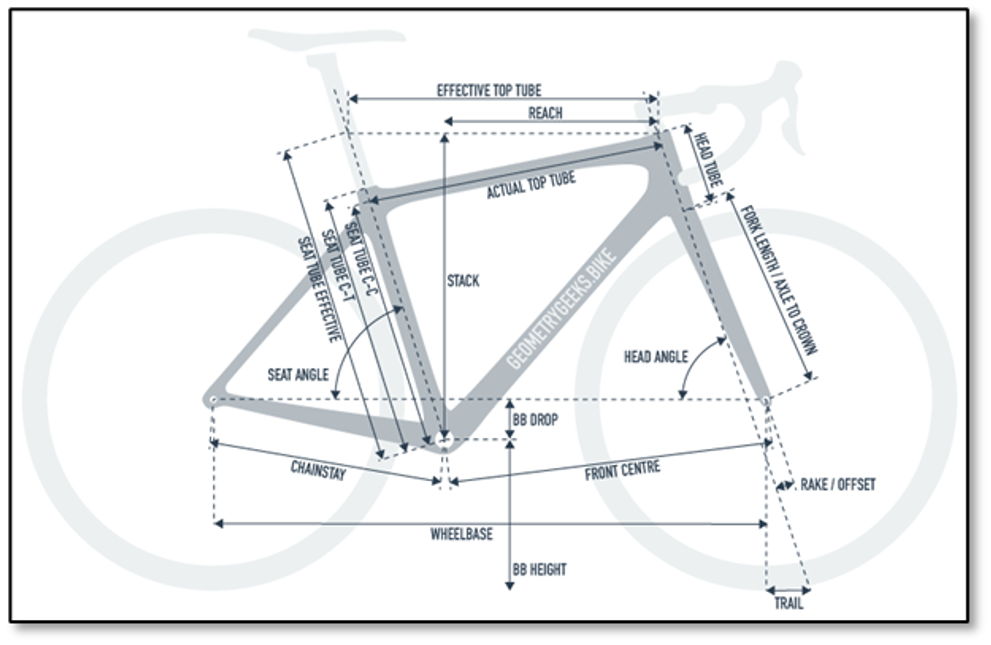 EFFECTIVE TOP TUBE
REACH
HEAD TUBE
ACTUAL TOP TUBE
FORK LENGTH / AXLE TO CROWN
SEAT TUBE EFFECTIVE
SEAT TUBE C-T
SEAT TUBE C-C
STACK
GEOMETRYGEEKS.BIKE
SEAT ANGLE
HEAD ANGLE
BB DROP
CHAINSTAY
FRONT CENTRE
RAKE / OFFSET
WHEELBASE
BB HEIGHT
TRAIL